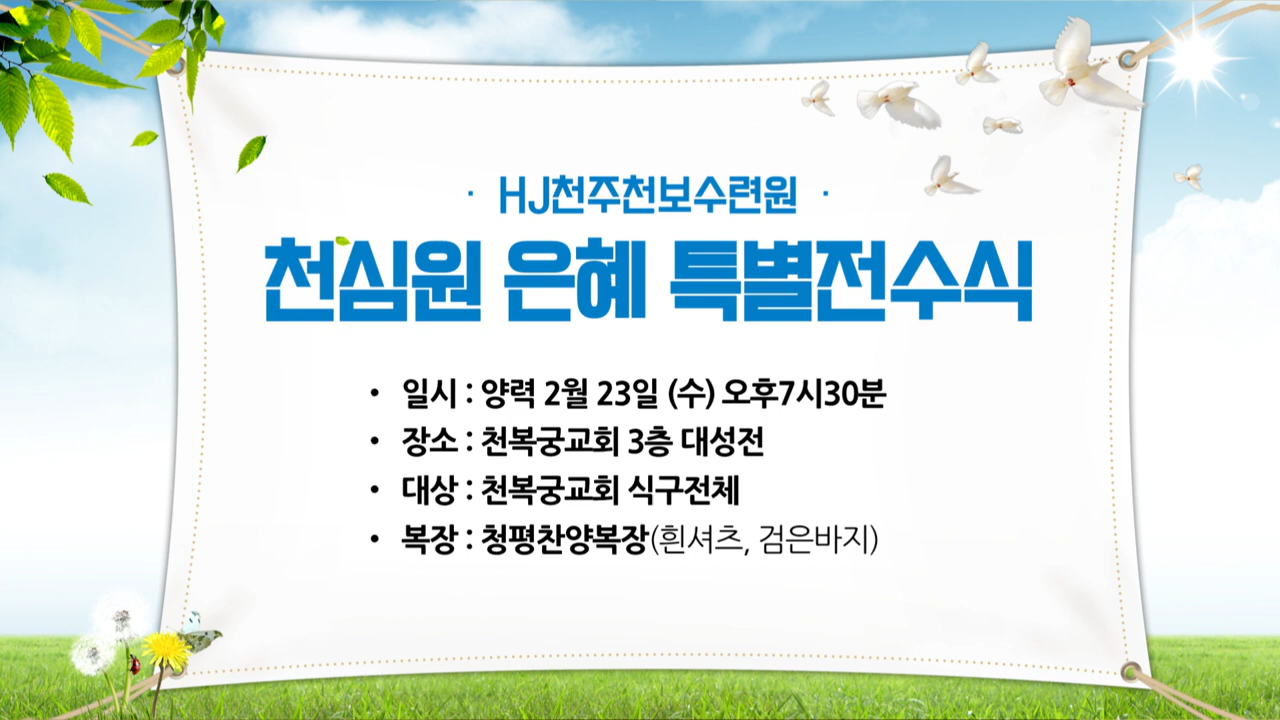 · HJ천주천보수련원 ·
천심원 은혜 특별전수식
• 일시 : 양력 2월 23일 (수) 오후7시30분
• 장소 : 천복궁교회 3층 대성전
• 대상 : 천복궁교회 식구전체
• 복장 : 청평찬양복장(흰셔츠, 검은바지)